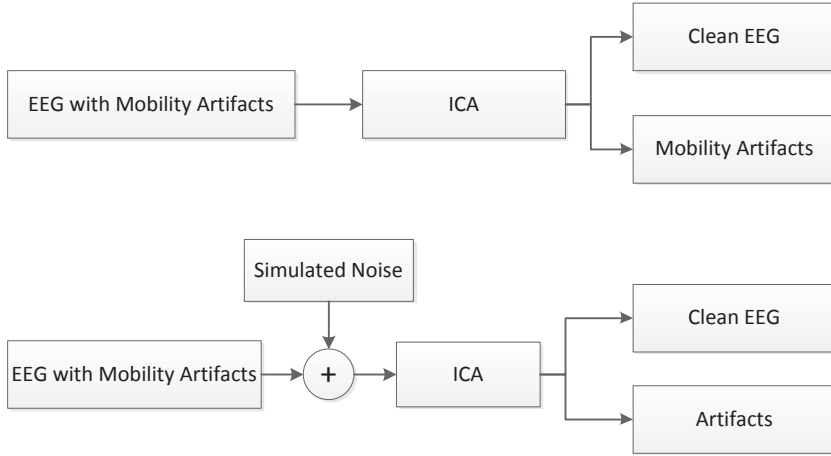 Clean EEG
EEG with Mobility Artifacts
ICA
Mobility Artifacts
Simulated Noise
Clean EEG
EEG with Mobility Artifacts
+
ICA
Artifacts